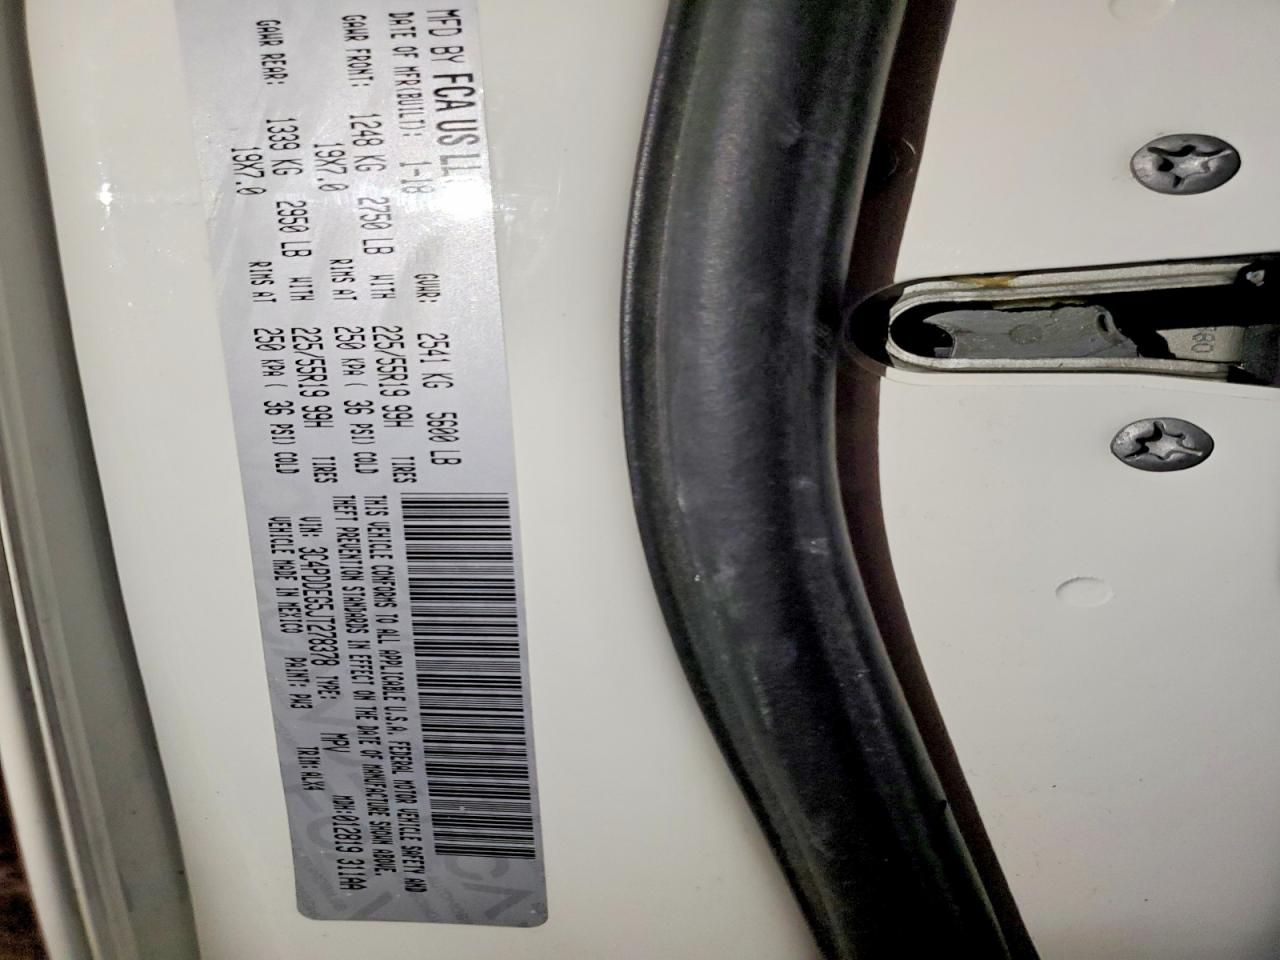 MFD BY FCA US LL
DATE OF MFR(BUILT): 1-18 GVWR: 2541 KG 5600 LB
GAWR FRONT: 1248 KG 2750 LB WITH 225/55R19 99H TIRES
19X7.0 RIMS AT 250 KPA ( 36 PSI) COLD
GAWR REAR: 1339 KG 2950 LB WITH 225/55R19 99H TIRES
19X7.0 RIMS AT 250 KPA ( 36 PSI) COLD
THIS VEHICLE CONFORMS TO ALL APPLICABLE U.S.A. FEDERAL MOTOR VEHICLE SAFETY AND
THEFT PREVENTION STANDARDS IN EFFECT ON THE DATE OF MANUFACTURE SHOWN ABOVE.
VIN: 3C4PDDEG5JT278378 TYPE: MPV MDH:012819 311AA
VEHICLE MADE IN MEXICO PAINT: PW3 TRIM:ALX4